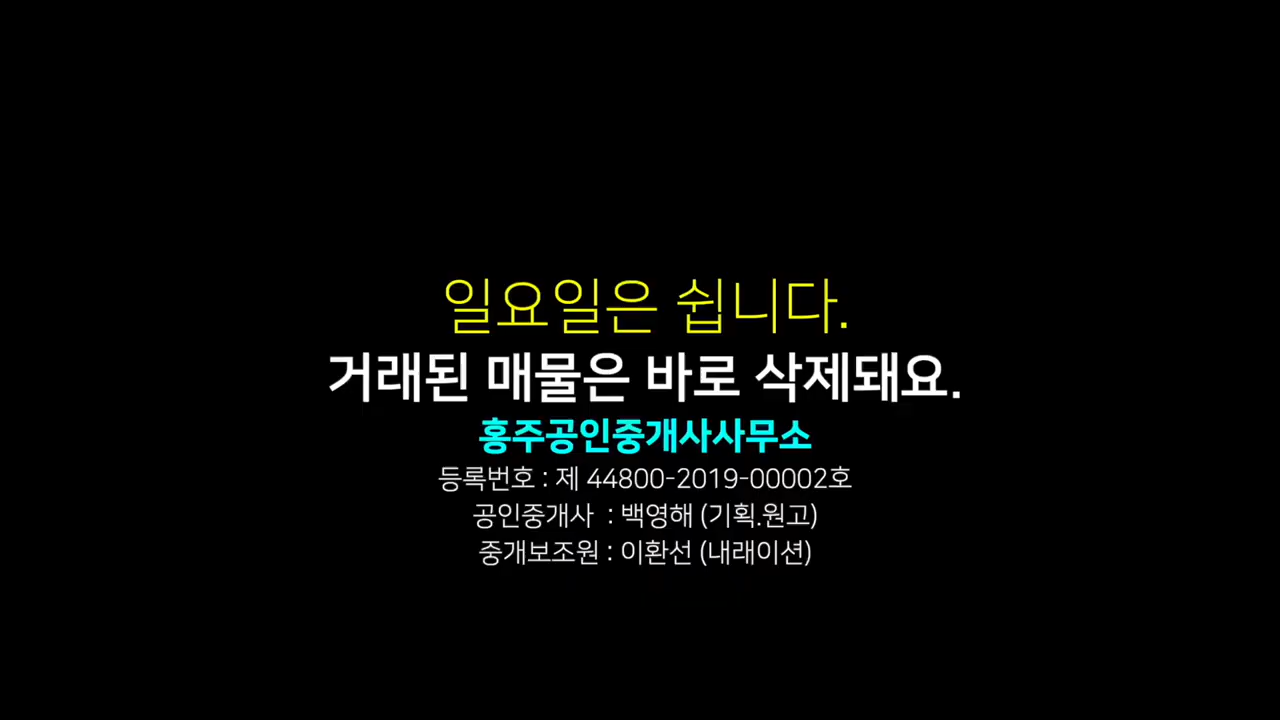 일요일은 쉽니다.
거래된 매물은 바로 삭제돼요.
홍주공인중개사사무소
등록번호 : 제 44800-2019-00002호
공인중개사 : 백영해 (기획.원고)
중개보조원 : 이환선 (내래이션)